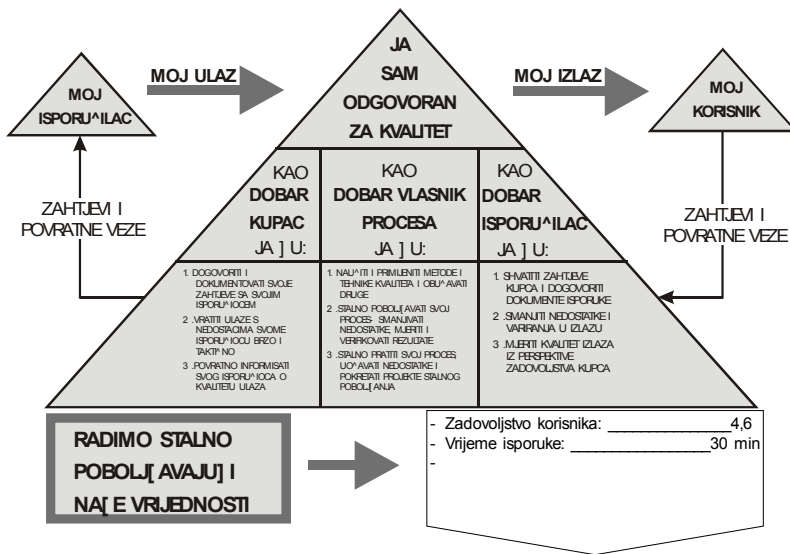 JA
SAM
ODGOVORAN
ZA KVALITET
MOJ ULAZ
MOJ IZLAZ
MOJ
ISPORU^ILAC
MOJ
KORISNIK
ZAHTJEVI I
POVRATNE VEZE
ZAHTJEVI I
POVRATNE VEZE
KAO
DOBAR
KUPAC
JA ] U:
KAO
DOBAR VLASNIK
PROCESA
JA ] U:
KAO
DOBAR
ISPORU^ILAC
JA ] U:
1. DOGOVORITI I
DOKUMENTOVATI SVOJE
ZAHTJEVE SA SVOJIM
ISPORU^IOCEM
2 .VRATITI ULAZE S
NEDOSTACIMA SVOME
ISPORU^IOCU BRZO I
TAKTI^NO
3 .POVRATNO INFORMISATI
SVOG ISPORU^IOCA O
KVALITETU ULAZA
1. NAU^ITI I PRIMIJENITI METODE I
TEHNIKE KVALITETA I OBU^AVATI
DRUGE
2 .STALNO POBOLJ[AVATI SVOJ
PROCES- SMANJIVATI
NEDOSTATKE, MJERITI I
VERIFIKOVATI REZULTATE
3 .STALNO PRATITI SVOJ PROCES,
UO^AVATI NEDOSTATKE I
POKRETATI PROJEKTE STALNOG
POBOLJ[ANJA
1. SHVATITI ZAHTJEVE
KUPCA I DOGOVORITI
DOKUMENTE ISPORUKE
2 .SMANJITI NEDOSTATKE I
VARIRANJA U IZLAZU
3 .MJERITI KVALITET IZLAZA
IZ PERSPEKTIVE
ZADOVOLJSTVA KUPCA
RADIMO STALNO
POBOLJ[AVAJU] I
NA[E VRIJEDNOSTI
- Zadovoljstvo korisnika: ________________4,6
- Vrijeme isporuke: ____________________30 min
-